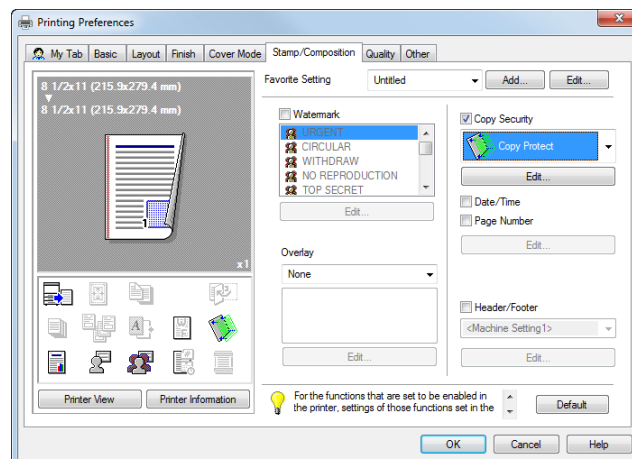 Printing Preferences
My Tab Basic Layout Finish Cover Mode Stamp/Composition Quality Other
8 1/2x11 (215.9x279.4 mm)
8 1/2x11 (215.9x279.4 mm)
1
x1
Favorite Setting Untitled Add... Edit...
Watermark
URGENT
CIRCULAR
WITHDRAW
NO REPRODUCTION
TOP SECRET
Edit...
Overlay
None
Edit...
Copy Security
Copy Protect
Edit...
Date/Time
Page Number
Edit...
Header/Footer
<Machine Setting1>
Edit...
Printer View Printer Information
For the functions that are set to be enabled in
the printer, settings of those functions set in the
Default
OK Cancel Help